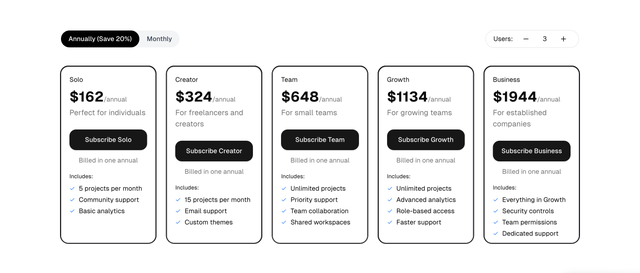 Annually (Save 20%) Monthly
Users: − 3 +
Solo
$162/annual
Perfect for individuals
Subscribe Solo
Billed in one annual
Includes:
✓ 5 projects per month
✓ Community support
✓ Basic analytics
Creator
$324/annual
For freelancers and
creators
Subscribe Creator
Billed in one annual
Includes:
✓ 15 projects per month
✓ Email support
✓ Custom themes
Team
$648/annual
For small teams
Subscribe Team
Billed in one annual
Includes:
✓ Unlimited projects
✓ Priority support
✓ Team collaboration
✓ Shared workspaces
Growth
$1134/annual
For growing teams
Subscribe Growth
Billed in one annual
Includes:
✓ Unlimited projects
✓ Advanced analytics
✓ Role-based access
✓ Faster support
Business
$1944/annual
For established
companies
Subscribe Business
Billed in one annual
Includes:
✓ Everything in Growth
✓ Security controls
✓ Team permissions
✓ Dedicated support